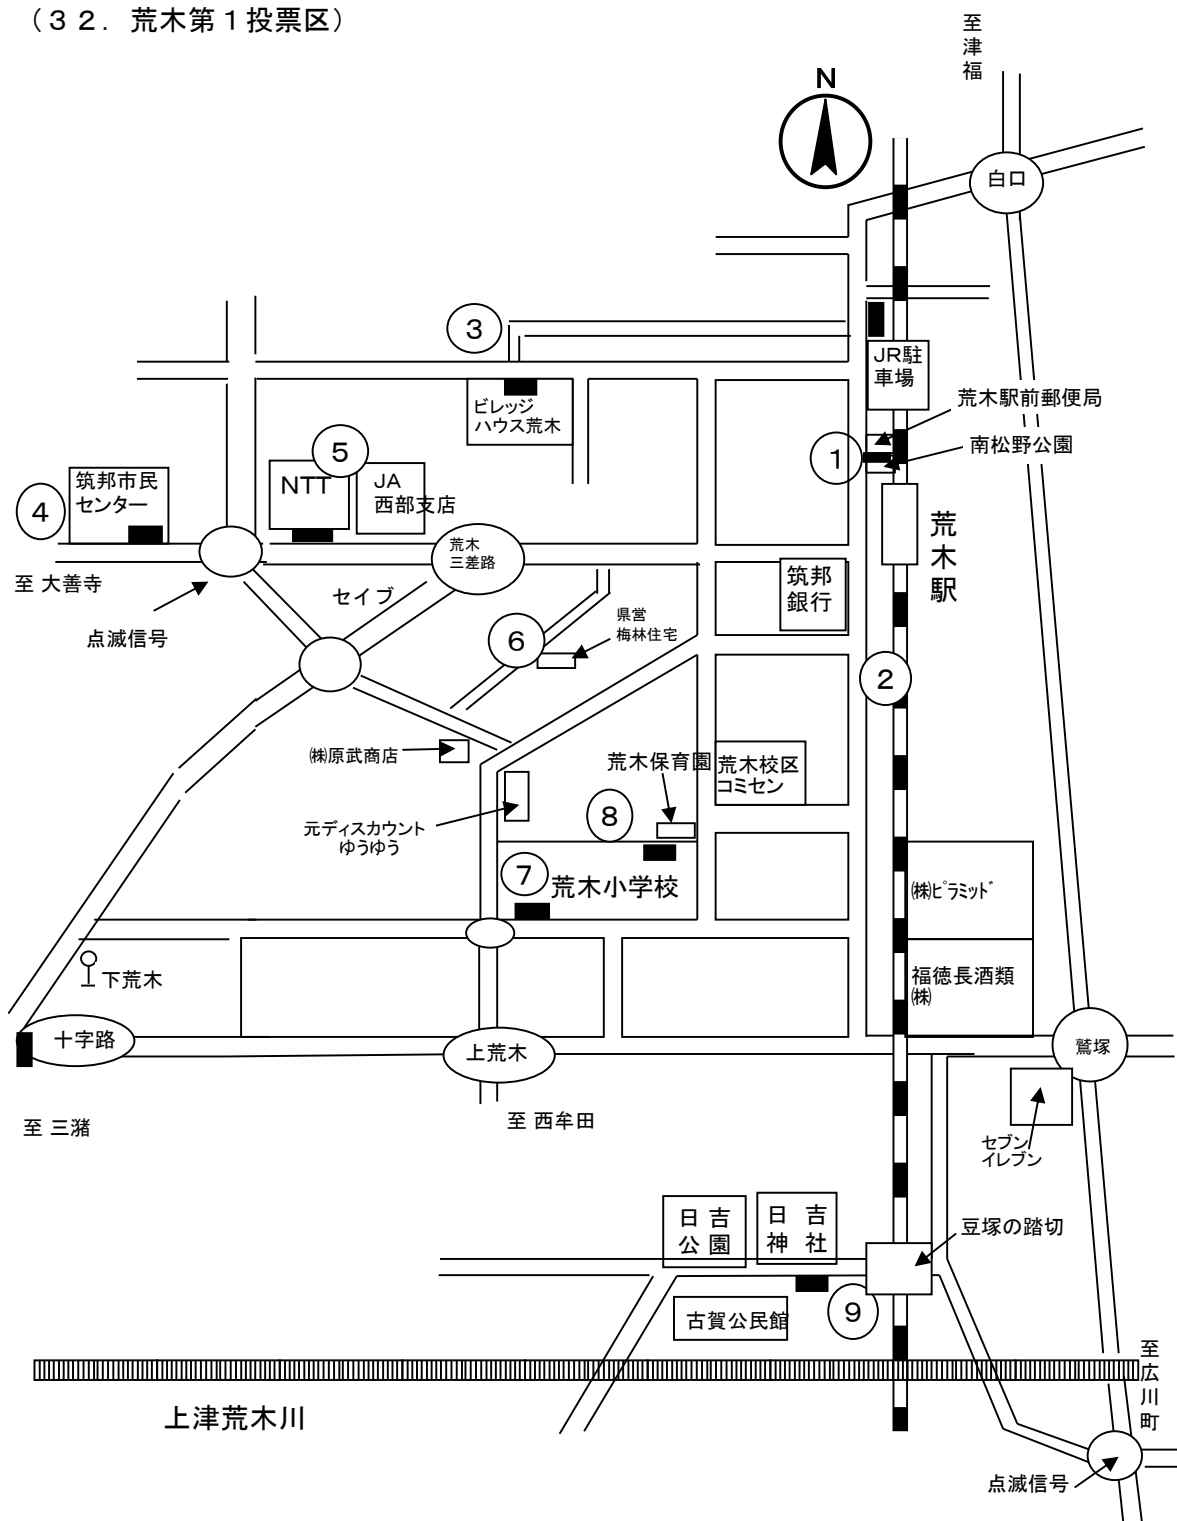 （３２．荒木第１投票区）
至津福
N
白口
③
JR駐
車場
ビレッジ
ハウス荒木
荒木駅前郵便局
①
南松野公園
⑤
筑邦市民
センター
NTT
JA
西部支店
④
荒木駅
荒木
三差路
至 大善寺
セイブ
筑邦
銀行
点滅信号
⑥
県営
梅林住宅
②
㈱原武商店
荒木保育園
荒木校区
コミセン
元ディスカウント
ゆうゆう
⑧
⑦
荒木小学校
㈱ピラミッド
下荒木
福徳長酒類
㈱
十字路
上荒木
鷲塚
至 三潴
至 西牟田
セブン
イレブン
日吉
公園
日吉
神社
豆塚の踏切
古賀公民館
⑨
至広川町
上津荒木川
点滅信号